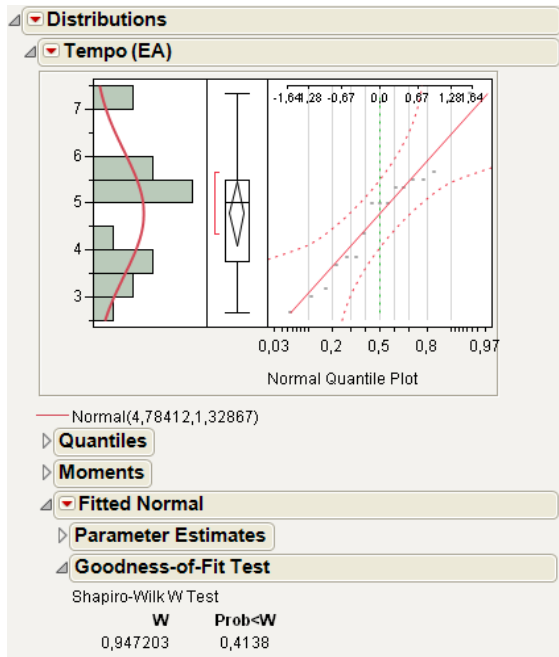 Distributions
Tempo (EA)
-1,64 1,28 -0,67 0,0 0,67 1,28 1,64
7
6
5
4
3
0,03 0,2 0,5 0,8 0,97
Normal Quantile Plot
Normal(4,78412,1,32867)
Quantiles
Moments
Fitted Normal
Parameter Estimates
Goodness-of-Fit Test
Shapiro-Wilk W Test
W Prob<W
0,947203 0,4138